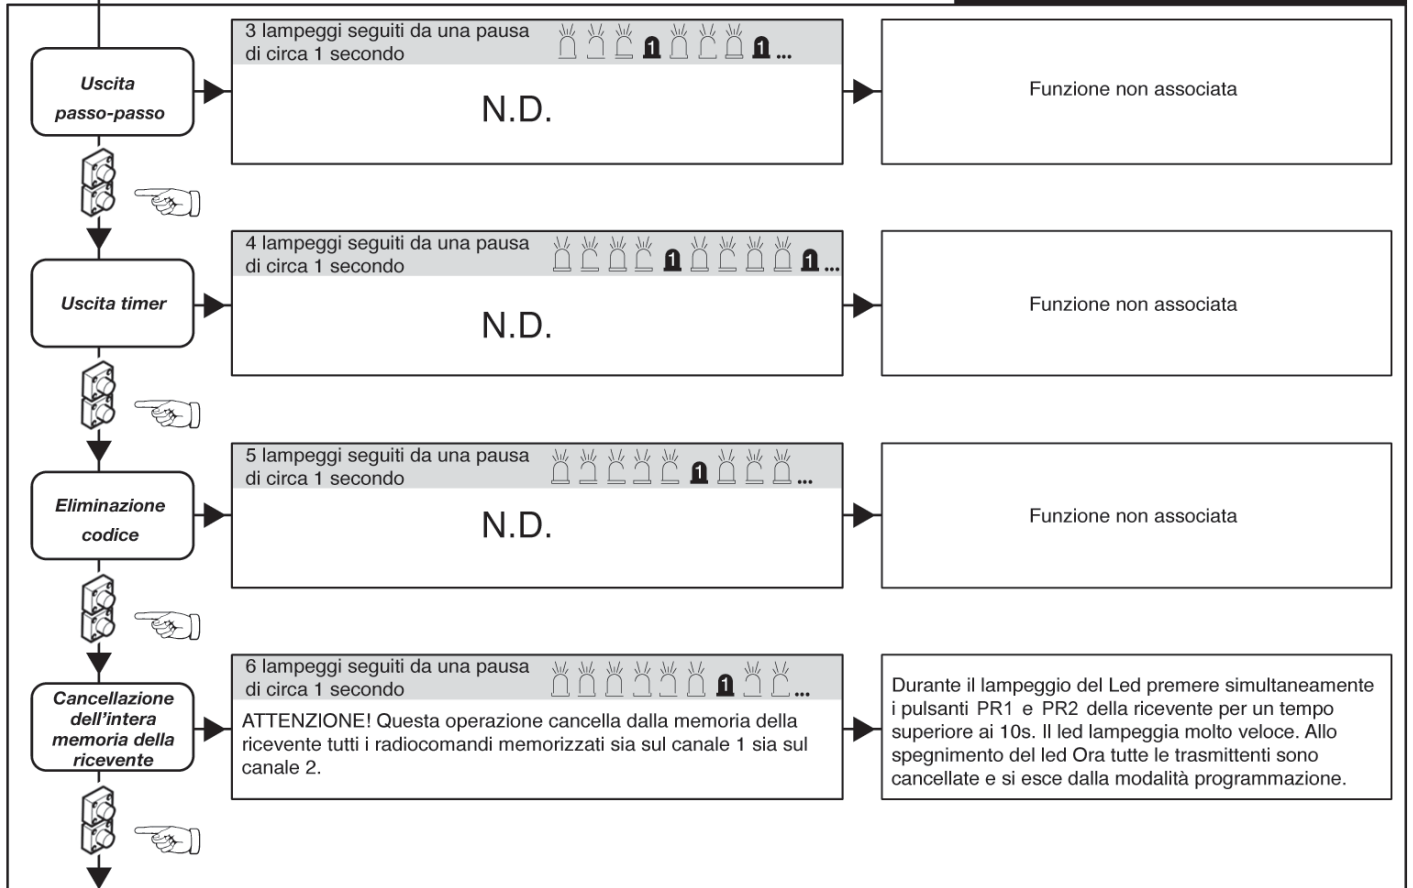 3 lampeggi seguiti da una pausa
di circa 1 secondo
1
1
...
Uscita
passo-passo
N.D.
Funzione non associata
4 lampeggi seguiti da una pausa
di circa 1 secondo
1
1
...
Uscita timer
N.D.
Funzione non associata
5 lampeggi seguiti da una pausa
di circa 1 secondo
1
...
Eliminazione
codice
N.D.
Funzione non associata
6 lampeggi seguiti da una pausa
di circa 1 secondo
1
...
Cancellazione
dell'intera
memoria della
ricevente
ATTENZIONE! Questa operazione cancella dalla memoria della
ricevente tutti i radiocomandi memorizzati sia sul canale 1 sia sul
canale 2.
Durante il lampeggio del Led premere simultaneamente
i pulsanti PR1 e PR2 della ricevente per un tempo
superiore ai 10s. Il led lampeggia molto veloce. Allo
spegnimento del led Ora tutte le trasmittenti sono
cancellate e si esce dalla modalità programmazione.